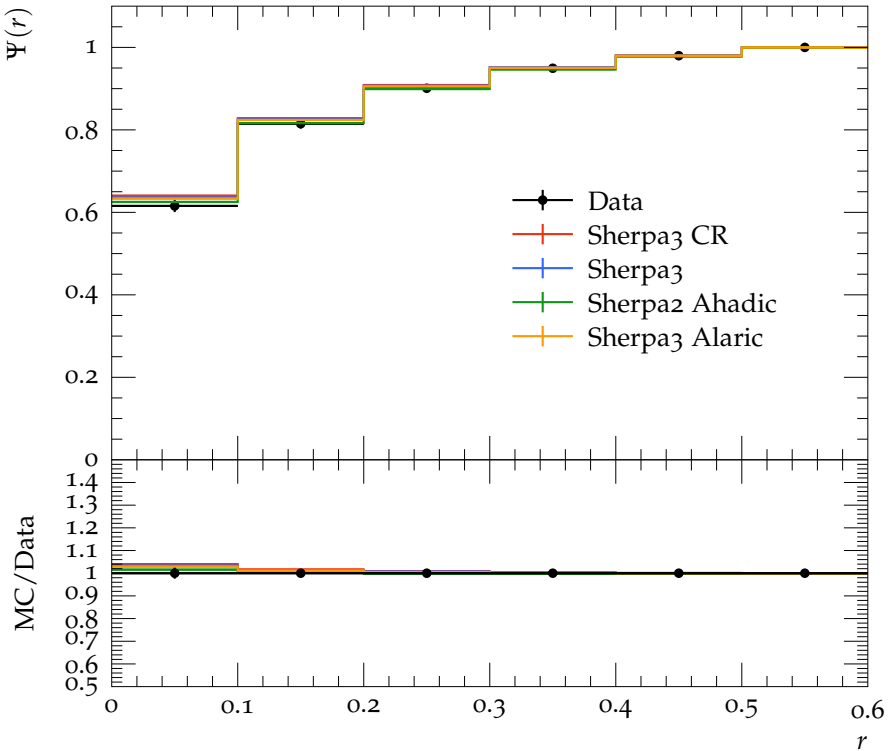 Ψ(r)
1
0.8
0.6
0.4
0.2
0
Data
Sherpa3 CR
Sherpa3
Sherpa2 Ahadic
Sherpa3 Alaric
MC/Data
1.4
1.3
1.2
1.1
1
0.9
0.8
0.7
0.6
0.5
0 0.1 0.2 0.3 0.4 0.5 0.6
r